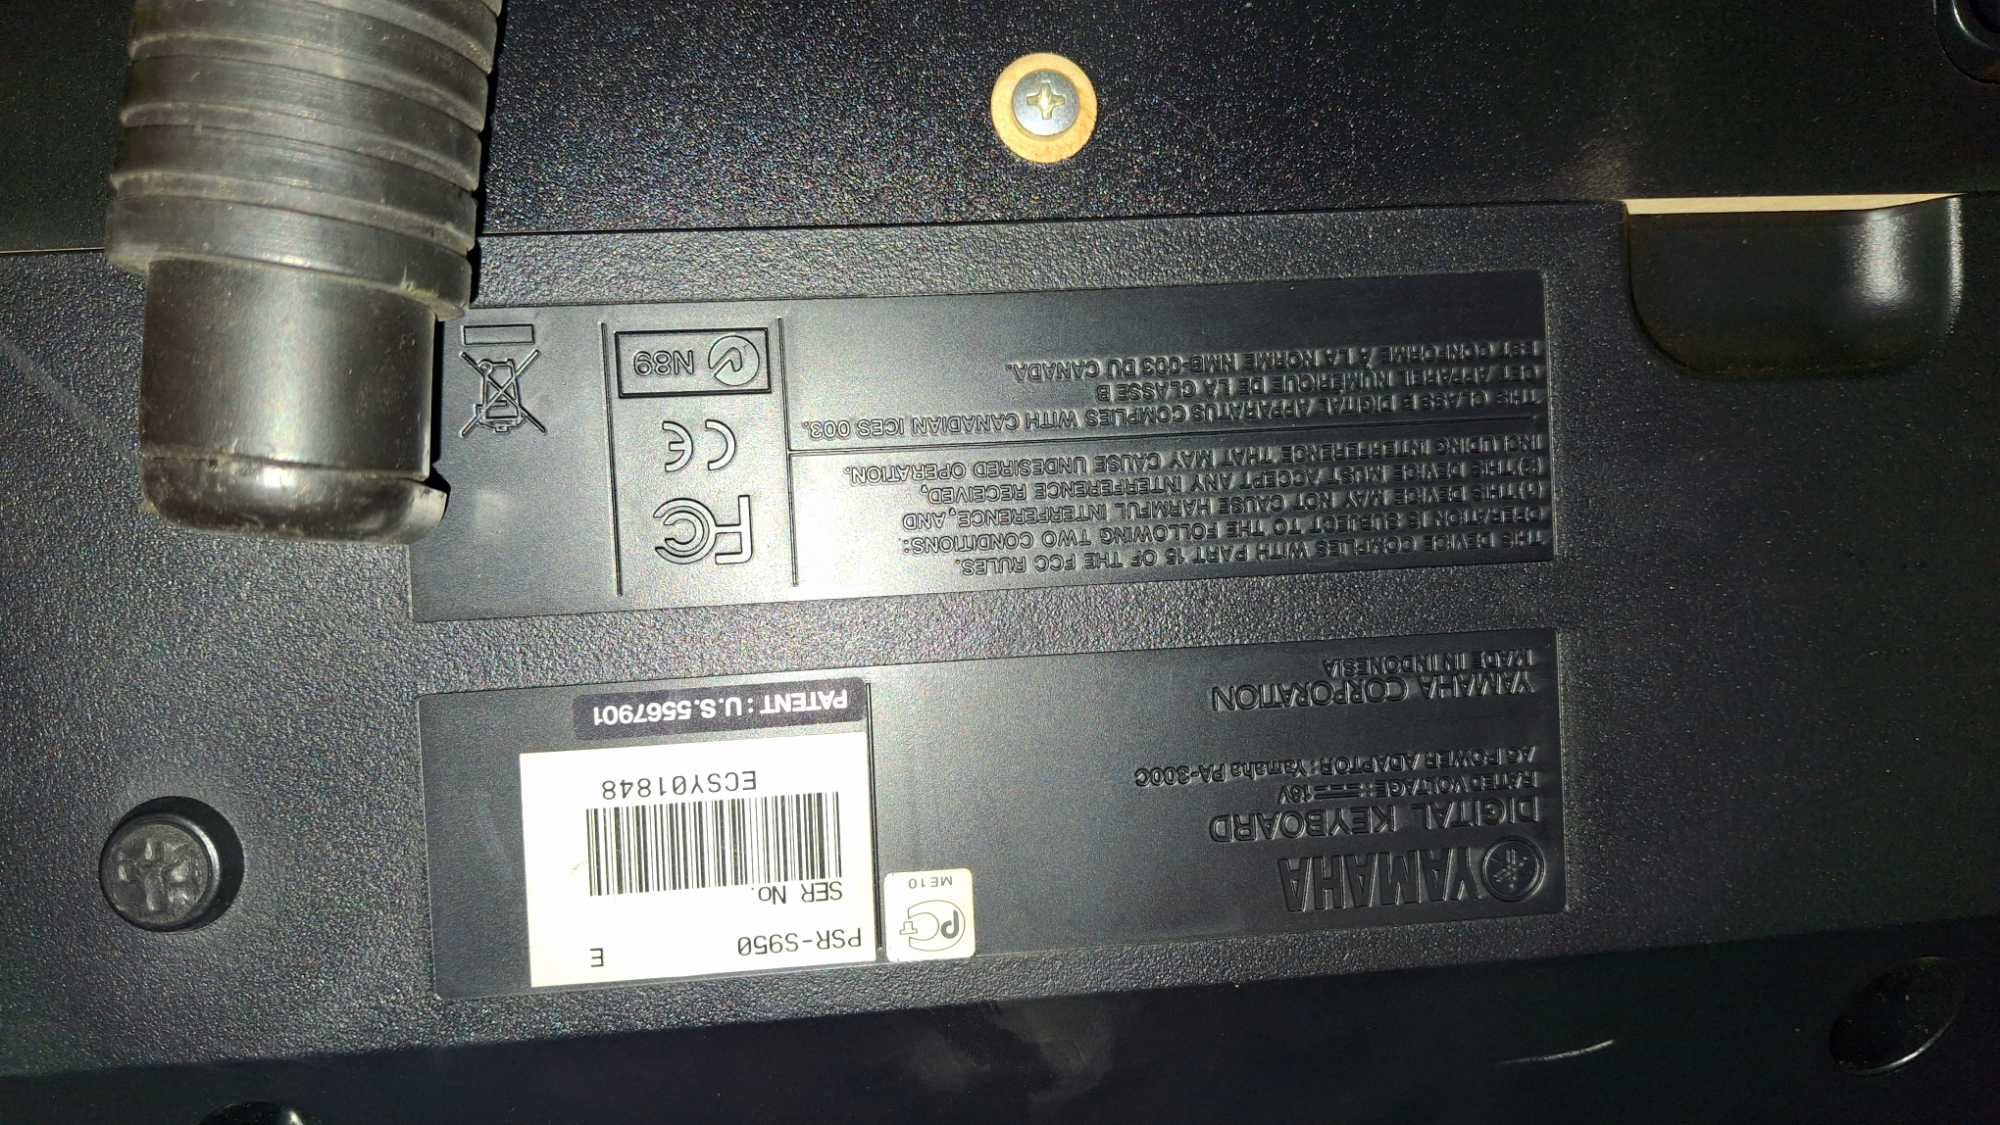 YAMAHA
DIGITAL KEYBOARD
RATED VOLTAGE: 16V
AC POWER ADAPTOR: Yamaha PA-300C
YAMAHA CORPORATION
MADE IN INDONESIA
PCT
ME10
PSR-S950 E
SER No.
ECSY01848
PATENT : U.S.5567901
THIS DEVICE COMPLIES WITH PART 15 OF THE FCC RULES.
OPERATION IS SUBJECT TO THE FOLLOWING TWO CONDITIONS:
(1) THIS DEVICE MAY NOT CAUSE HARMFUL INTERFERENCE, AND
(2) THIS DEVICE MUST ACCEPT ANY INTERFERENCE RECEIVED,
INCLUDING INTERFERENCE THAT MAY CAUSE UNDESIRED OPERATION.
THIS CLASS B DIGITAL APPARATUS COMPLIES WITH CANADIAN ICES 003.
CET APPAREIL NUMÉRIQUE DE LA CLASSE B
EST CONFORME À LA NORME NMB-003 DU CANADA.
FC
CE
N89